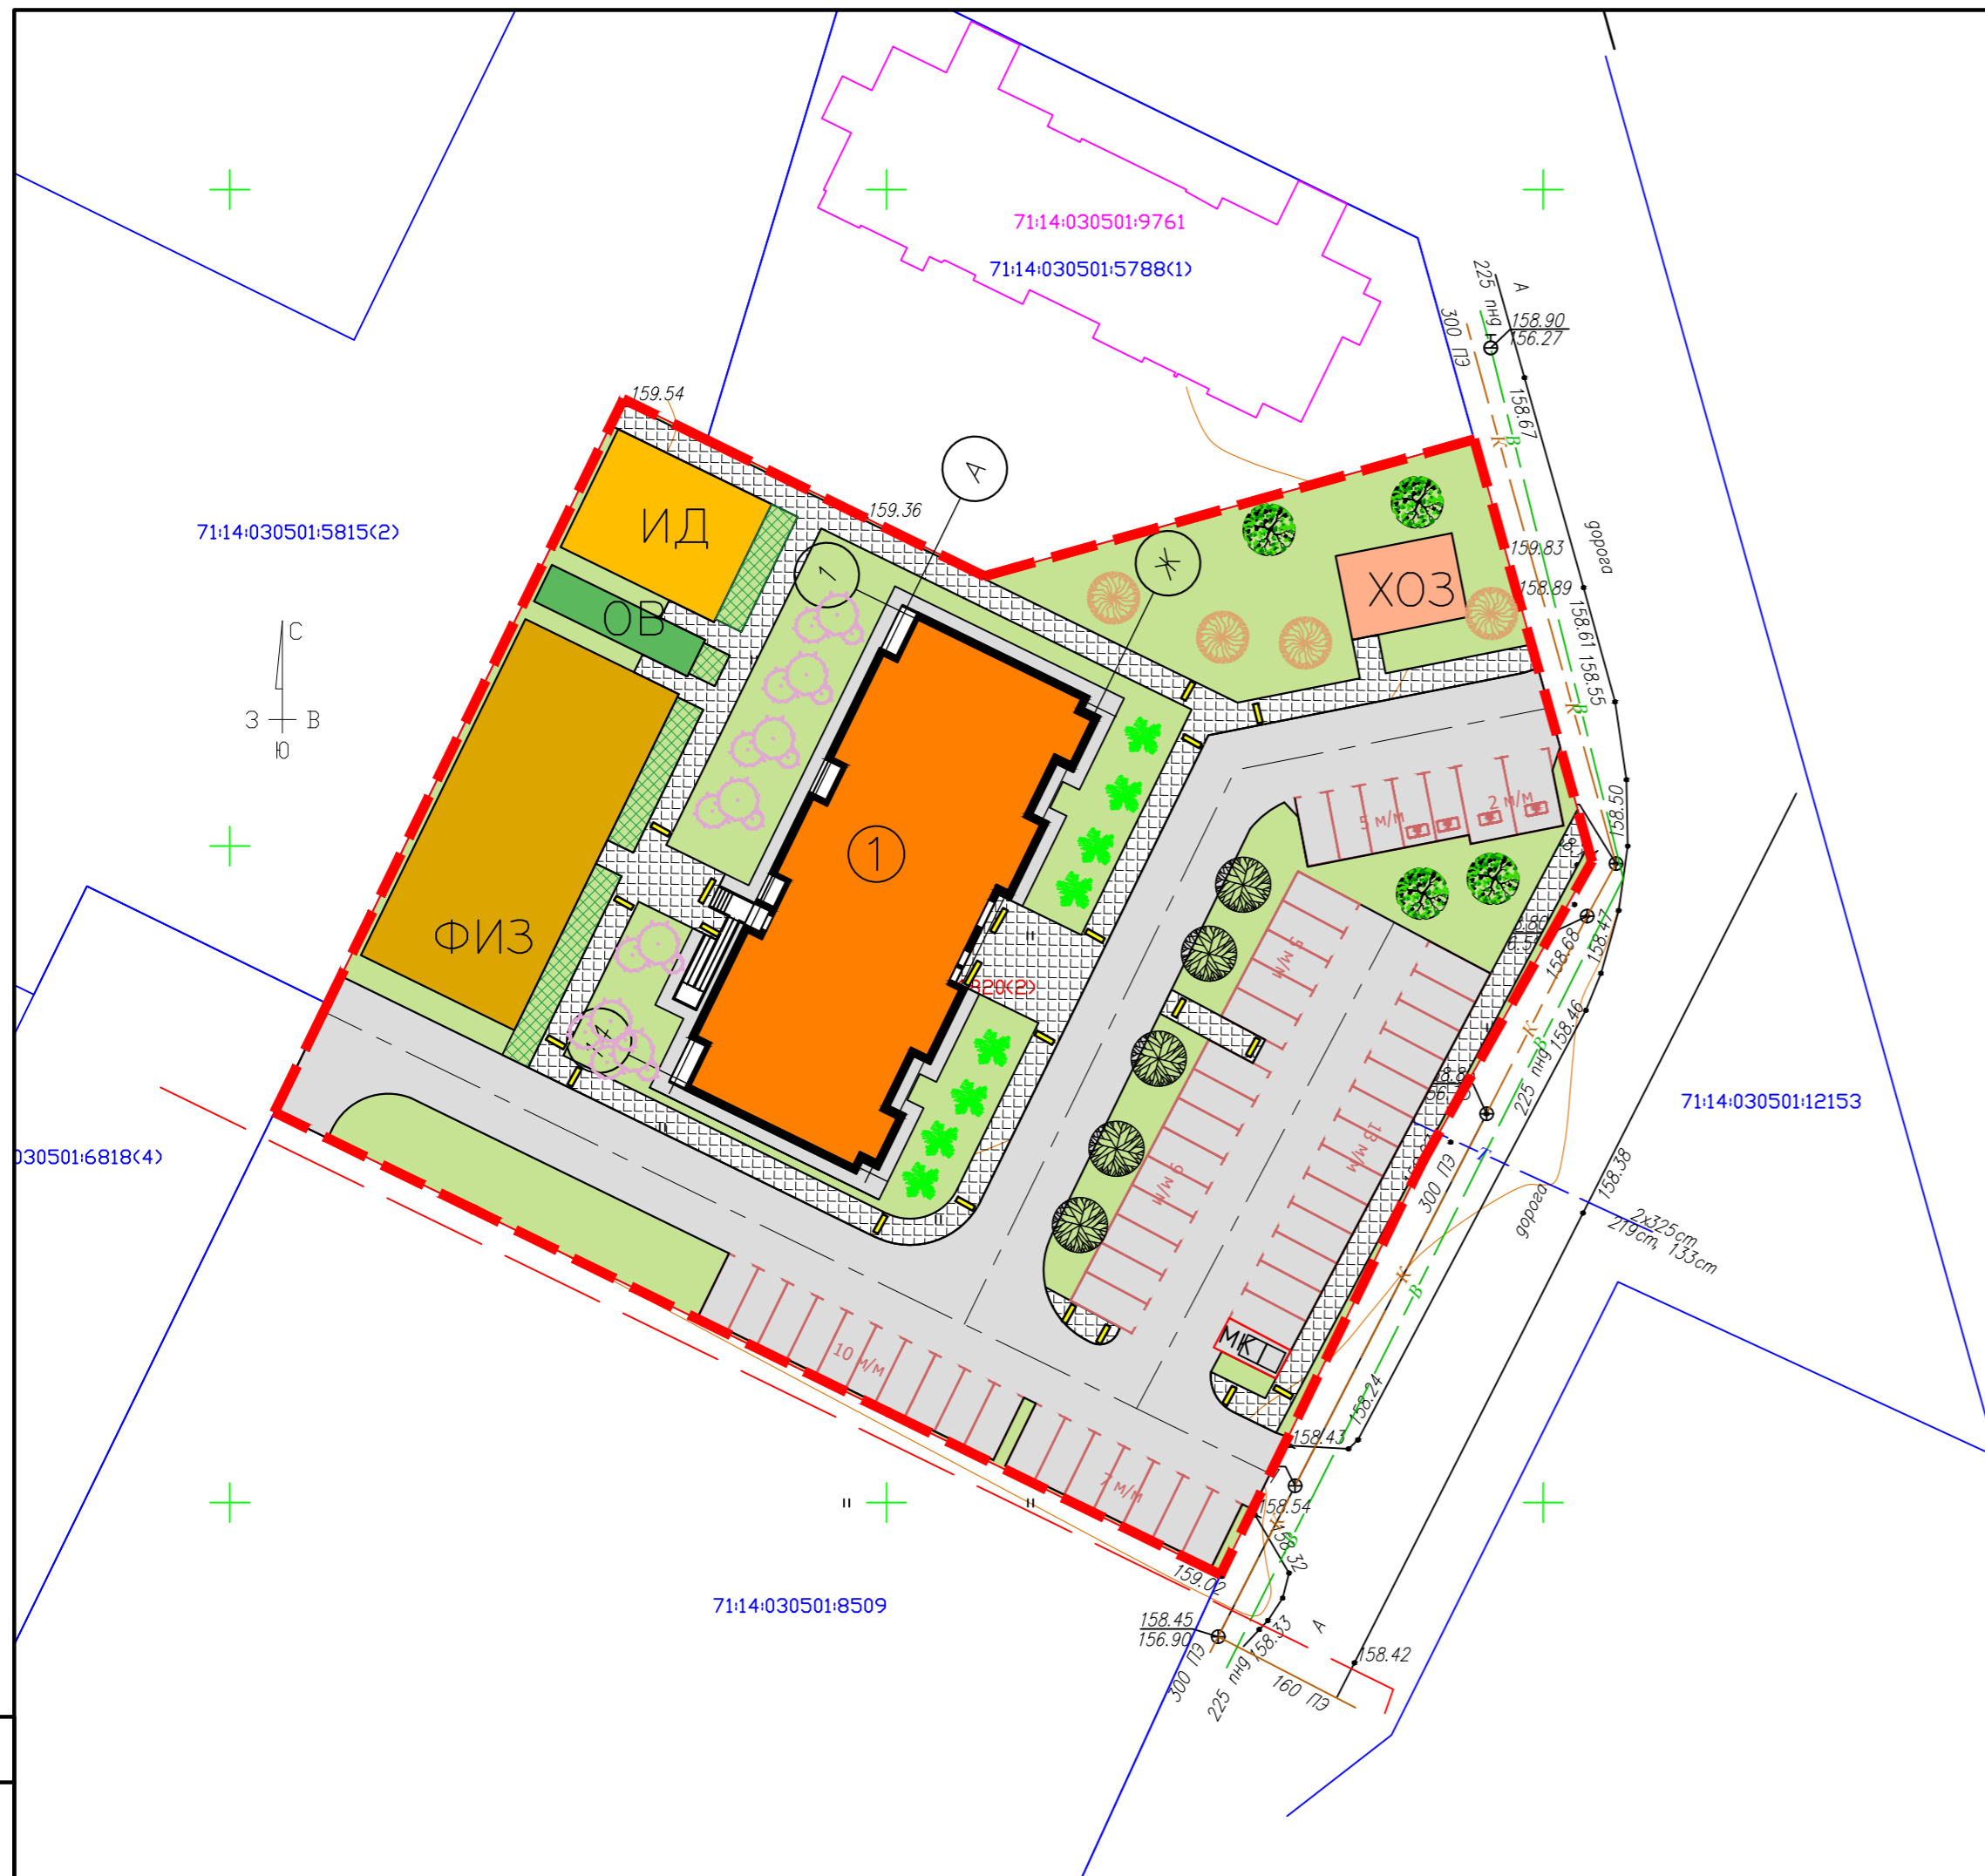 71:14:030501:9761
71:14:030501:5788(1)
225 пнд
А
300 ПЭ
158.90
156.27
158.67
К
В
159.54
159.36
А
ИД
71:14:030501:5815(2)
дорога
159.83
158.89
1
Ж
ХОЗ
ОВ
158.61
158.55
С
З
В
Ю
К
В
158.50
2 м/м
5 м/м
1
ФИЗ
158.47
158.68
5 м/м
320(2)
158.46
К
В
225 пнд
71:14:030501:12153
4
030501:6818(4)
18 м/м
300 ПЭ
Т
9 м/м
158.38
дорога
2х325ст
219ст, 133ст
К
В
МК
10 м/м
158.24
158.43
7 м/м
158.54
К
В
158.32
159.02
71:14:030501:8509
158.45
156.90
158.33
А
158.42
300 ПЭ
225 пнд
160 ПЭ